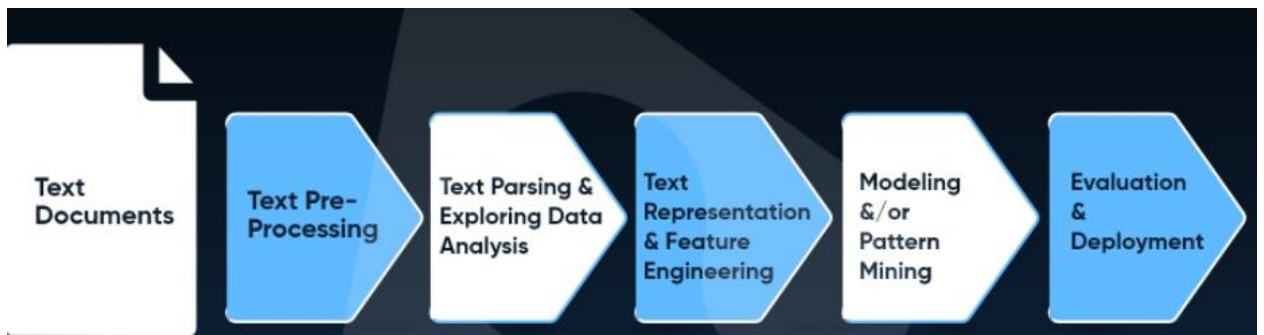 Text
Documents
Text Pre-
Processing
Text Parsing &
Exploring Data
Analysis
Text
Representation
& Feature
Engineering
Modeling
&/or
Pattern
Mining
Evaluation
&
Deployment